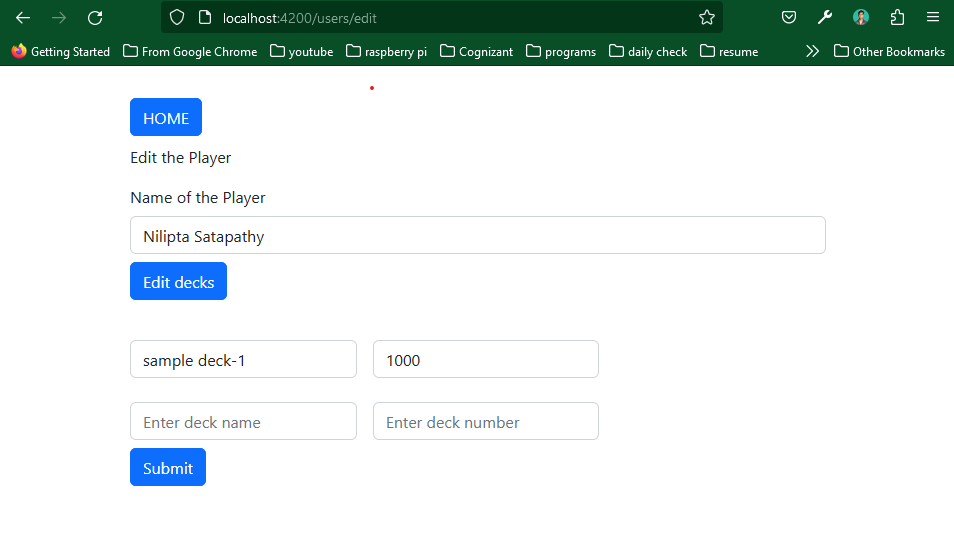 localhost:4200/users/edit
Getting Started From Google Chrome youtube raspberry pi Cognizant programs daily check resume Other Bookmarks
HOME
Edit the Player
Name of the Player
Nilipta Satapathy
Edit decks
sample deck-1 1000
Enter deck name Enter deck number
Submit